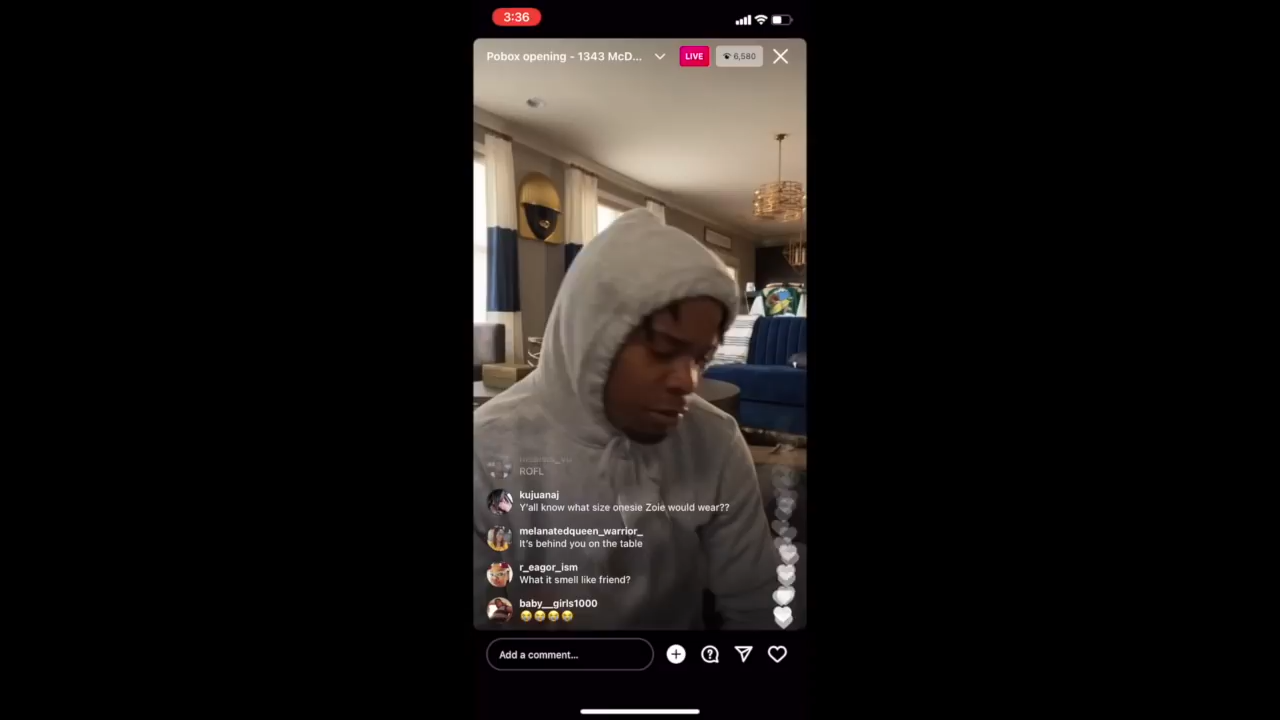 3:36
Pobox opening - 1343 McD...
LIVE
6,580
ROFL
kujuanaj
Y'all know what size onesie Zoie would wear??
melanatedqueen_warrior_
It's behind you on the table
r_eagor_ism
What it smell like friend?
baby__girls1000
😭😭😭😭
Add a comment...